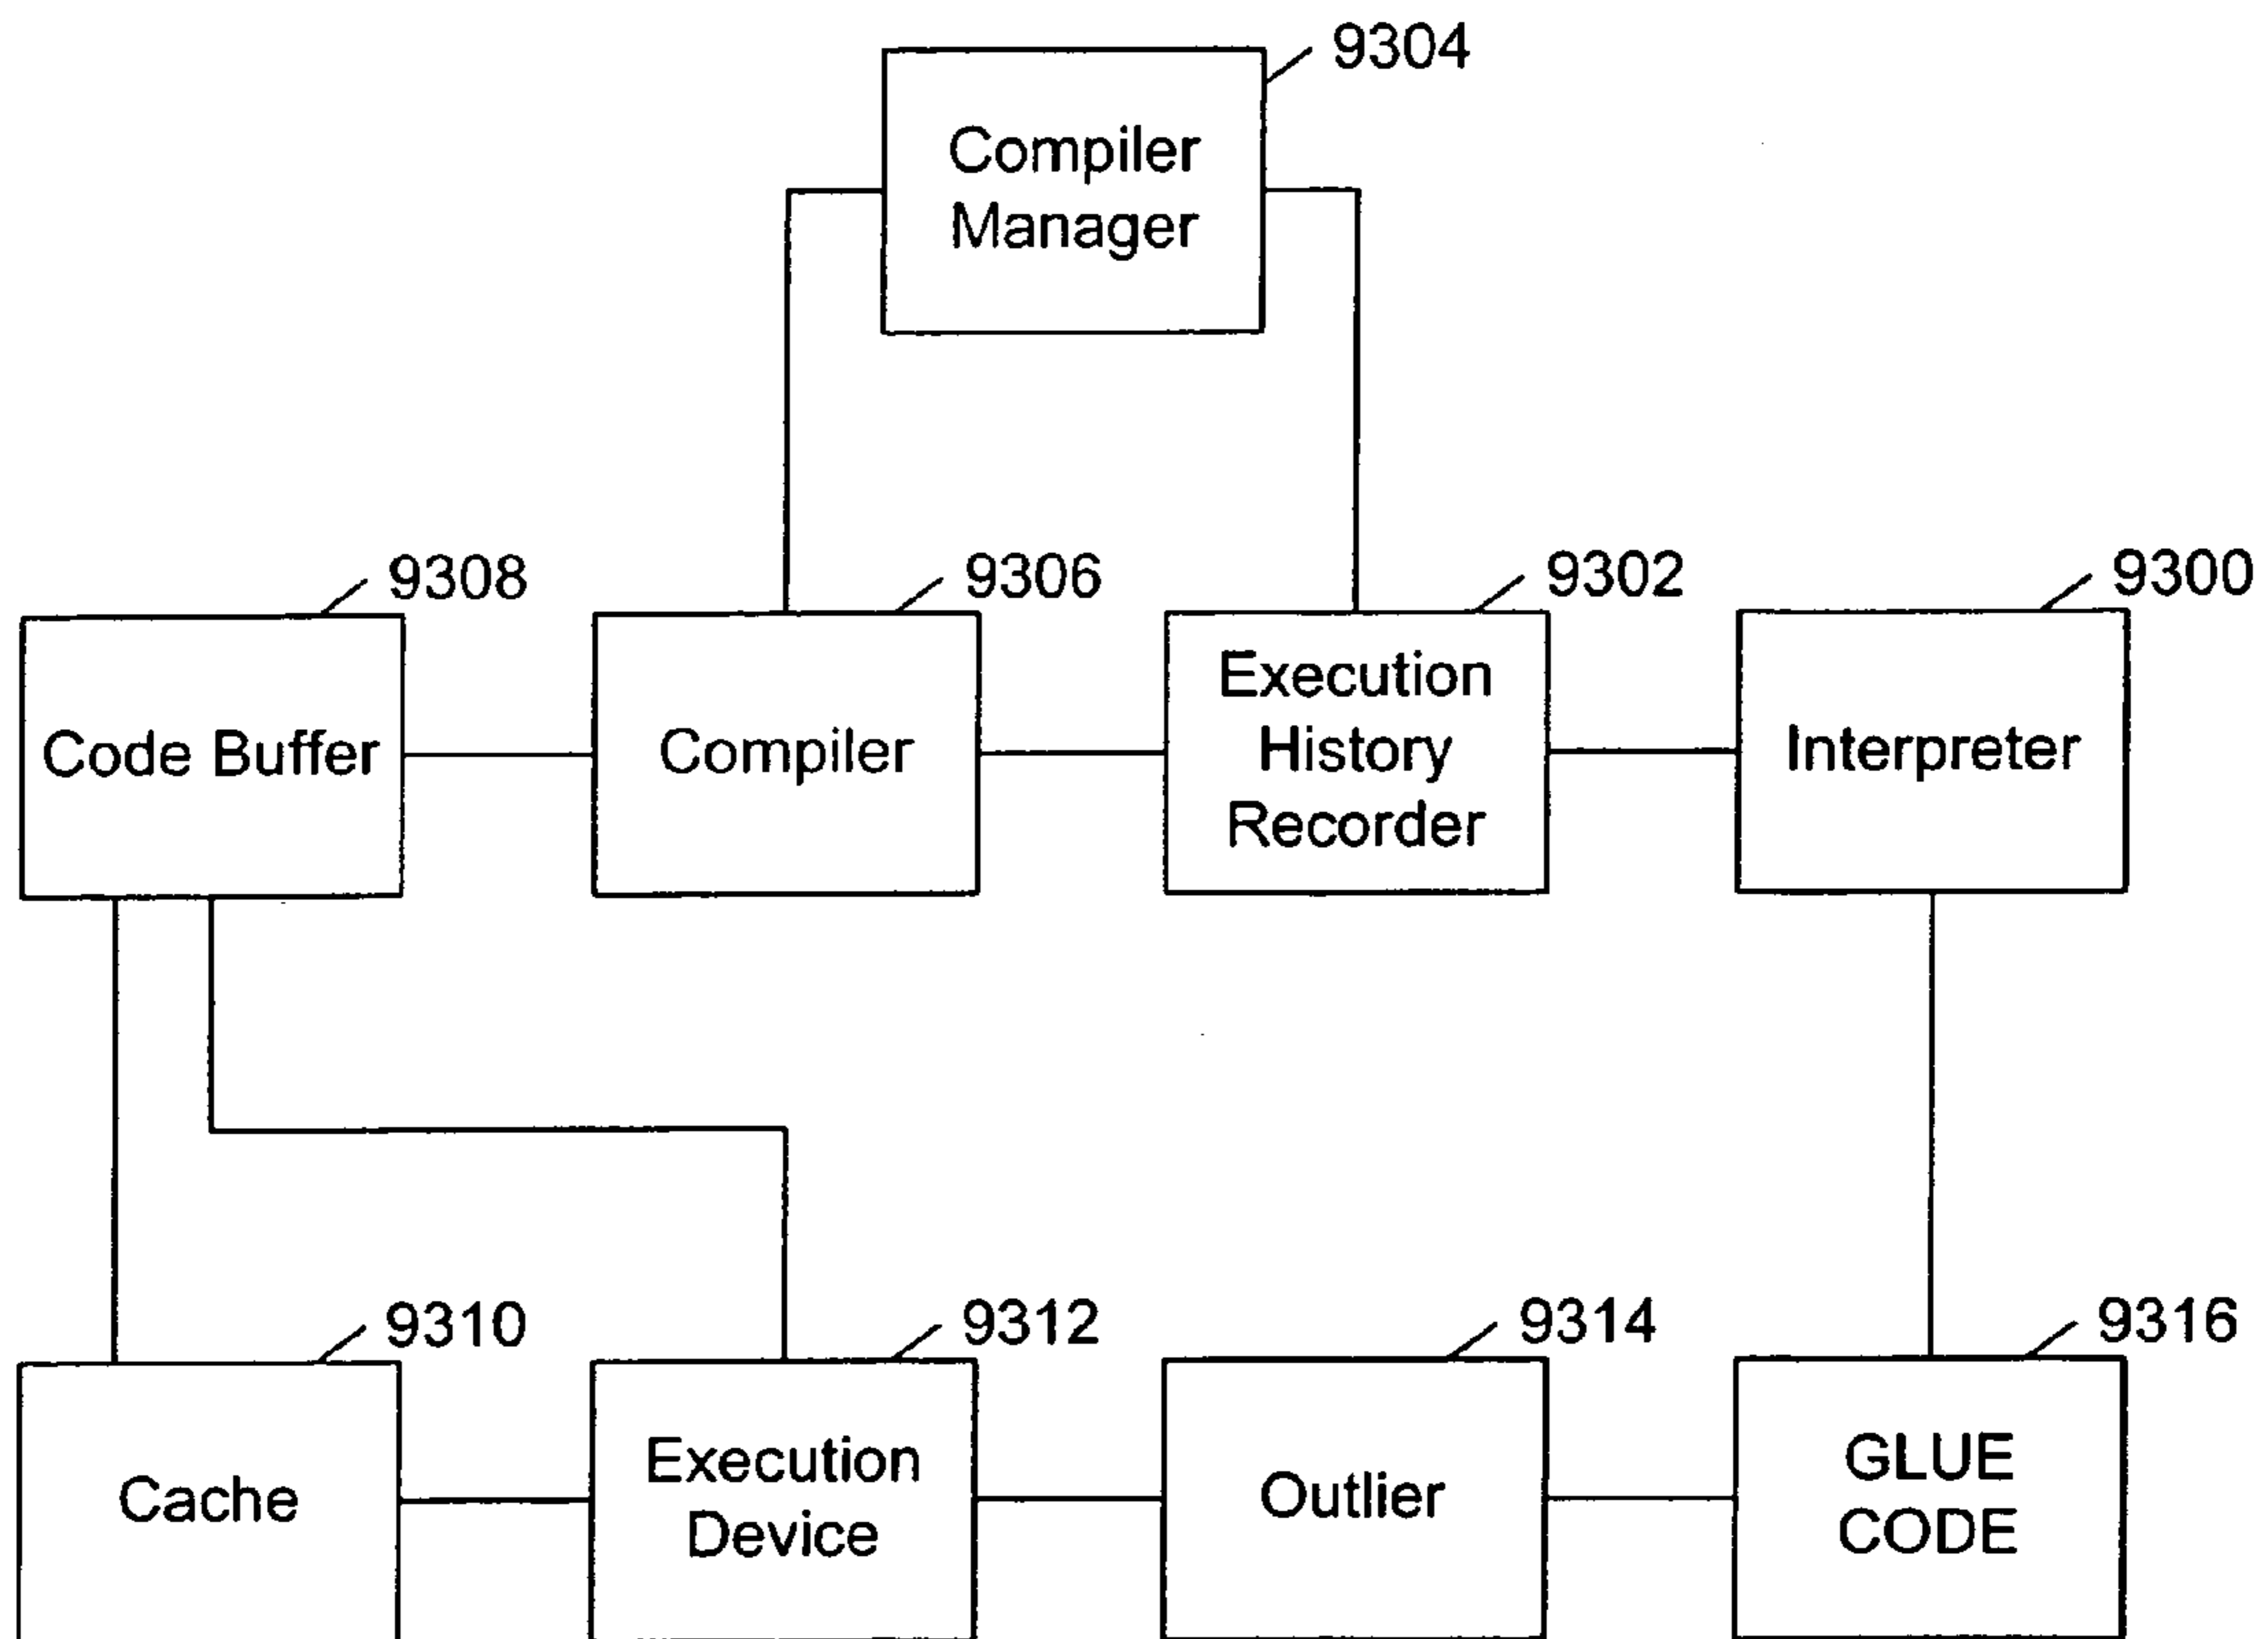 9304
Compiler
Manager
9308
9306
9302
9300
Code Buffer
Compiler
Execution
History
Recorder
Interpreter
9310
9312
9314
9316
Cache
Execution
Device
Outlier
GLUE
CODE